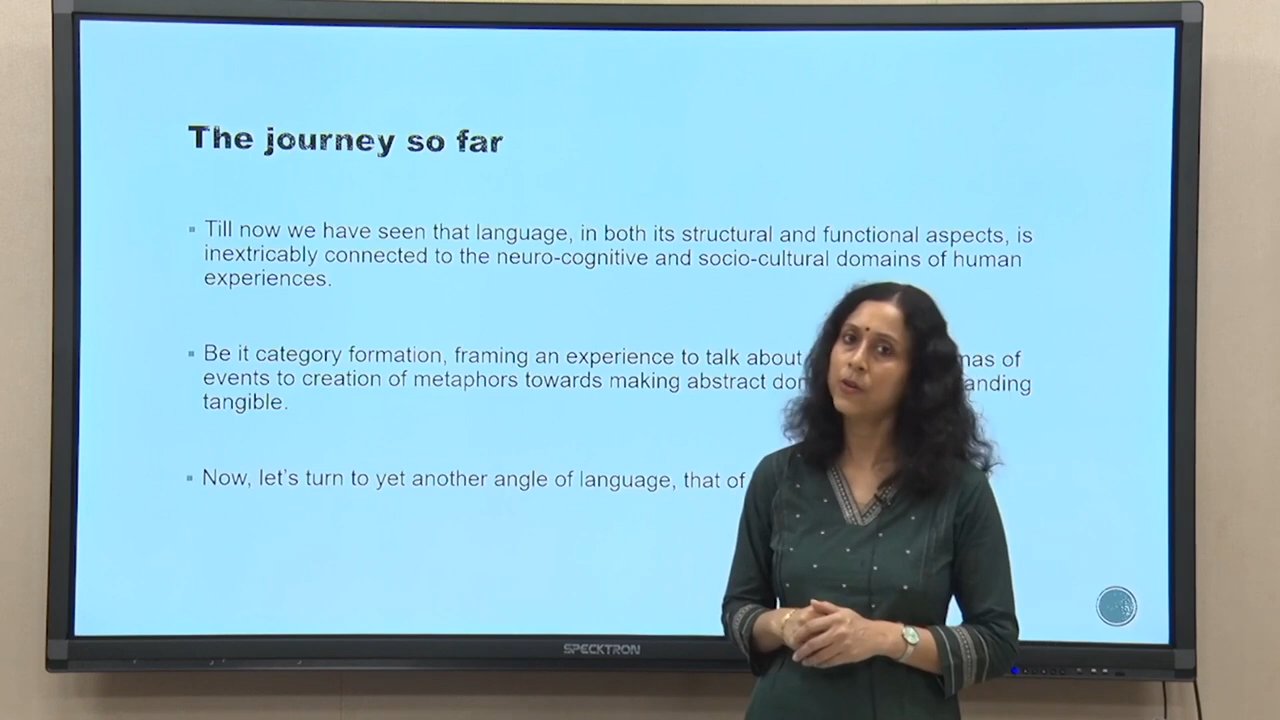 The journey so far
Till now we have seen that language, in both its structural and functional aspects, is
inextricably connected to the neuro-cognitive and socio-cultural domains of human
experiences.
Be it category formation, framing an experience to talk about of
events to creation of metaphors towards making abstract
tangible.
Now, let's turn to yet another angle of language, that of
SPECKTRON